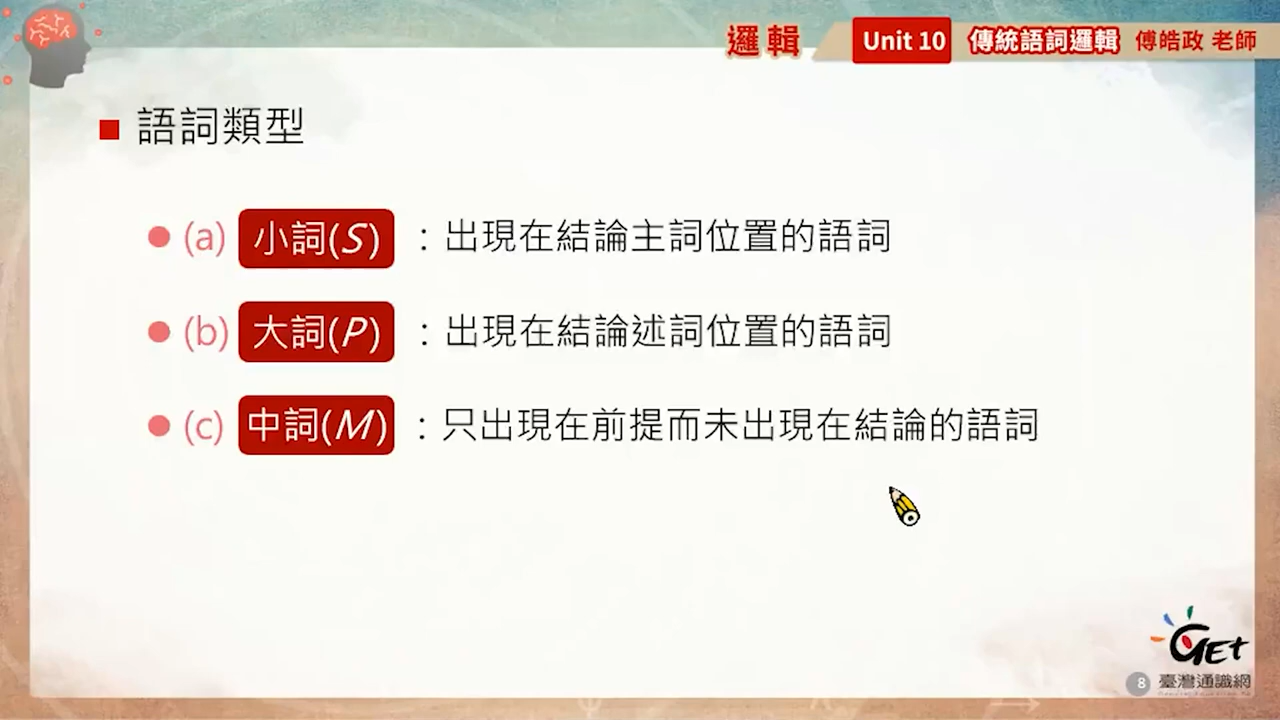 邏輯 Unit 10 傳統語詞邏輯 傅皓政 老師
語詞類型
(a) 小詞(S) : 出現在結論主詞位置的語詞
(b) 大詞(P) : 出現在結論述詞位置的語詞
(c) 中詞(M) : 只出現在前提而未出現在結論的語詞
GET
8 臺灣通識網